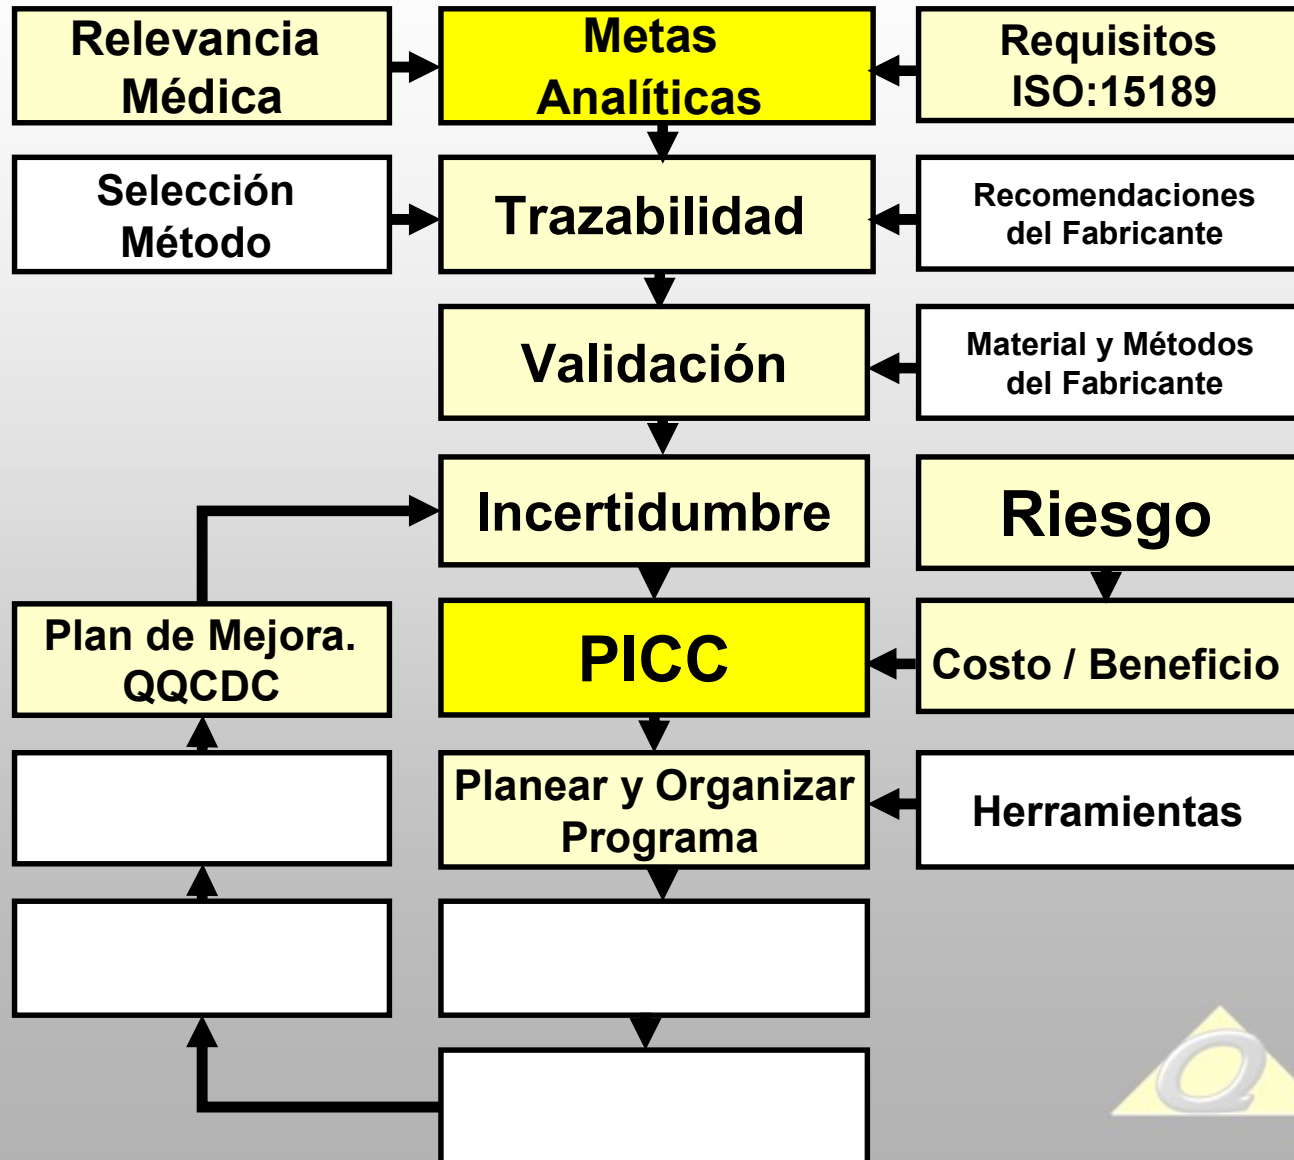 Relevancia
Médica
Metas
Analíticas
Requisitos
ISO:15189
Selección
Método
Trazabilidad
Recomendaciones
del Fabricante
Validación
Material y Métodos
del Fabricante
Incertidumbre
Riesgo
Plan de Mejora.
QQCDC
PICC
Costo / Beneficio
Planear y Organizar
Programa
Herramientas
Q